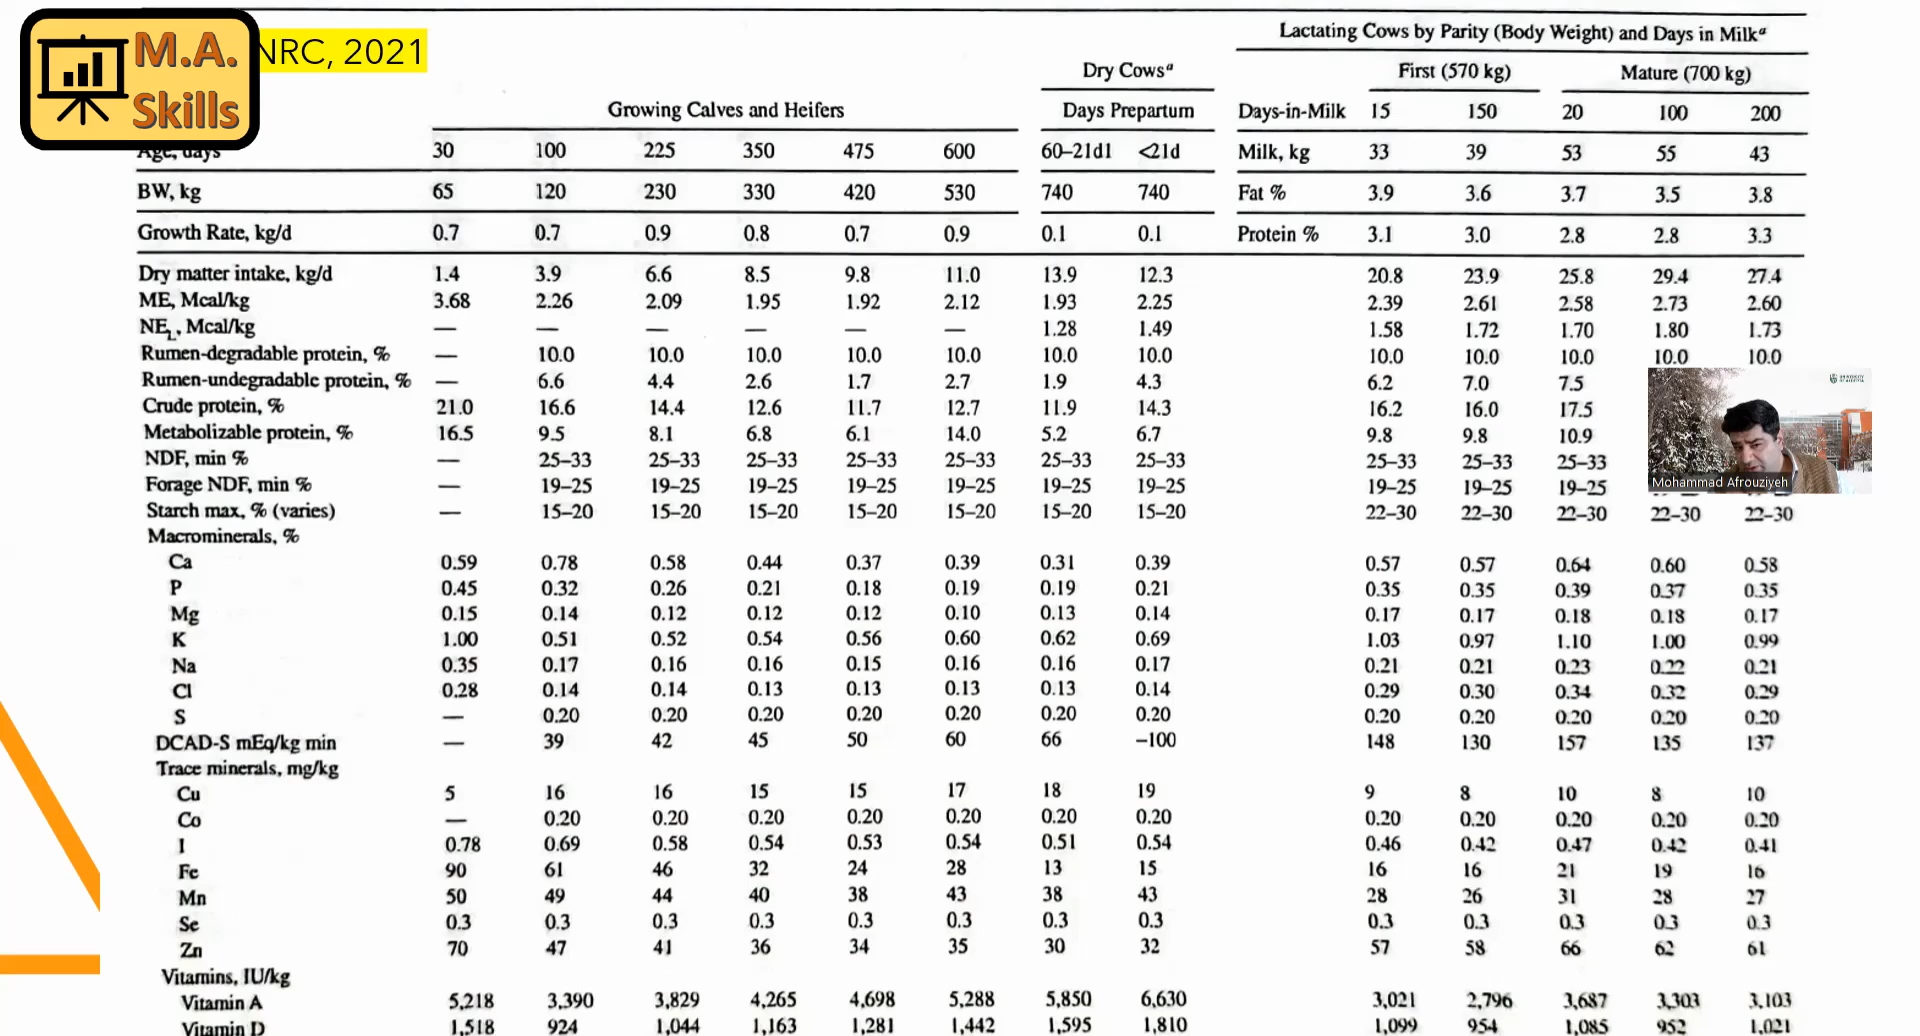 M.A.
Skills
NRC, 2021
Lactating Cows by Parity (Body Weight) and Days in Milkª
Dry Cowsª First (570 kg) Mature (700 kg)
Growing Calves and Heifers Days Prepartum Days-in-Milk 15 150 20 100 200
Age, days 30 100 225 350 475 600 60–21d1 <21d Milk, kg 33 39 53 55 43
BW, kg 65 120 230 330 420 530 740 740 Fat % 3.9 3.6 3.7 3.5 3.8
Growth Rate, kg/d 0.7 0.7 0.9 0.8 0.7 0.9 0.1 0.1 Protein % 3.1 3.0 2.8 2.8 3.3
Dry matter intake, kg/d 1.4 3.9 6.6 8.5 9.8 11.0 13.9 12.3 20.8 23.9 25.8 29.4 27.4
ME, Mcal/kg 3.68 2.26 2.09 1.95 1.92 2.12 1.93 2.25 2.39 2.61 2.58 2.73 2.60
NEL, Mcal/kg — — — — — — 1.28 1.49 1.58 1.72 1.70 1.80 1.73
Rumen-degradable protein, % — 10.0 10.0 10.0 10.0 10.0 10.0 10.0 10.0 10.0 10.0 10.0 10.0
Rumen-undegradable protein, % — 6.6 4.4 2.6 1.7 2.7 1.9 4.3 6.2 7.0 7.5
Crude protein, % 21.0 16.6 14.4 12.6 11.7 12.7 11.9 14.3 16.2 16.0 17.5
Metabolizable protein, % 16.5 9.5 8.1 6.8 6.1 14.0 5.2 6.7 9.8 9.8 10.9
NDF, min % — 25–33 25–33 25–33 25–33 25–33 25–33 25–33 25–33 25–33 25–33
Forage NDF, min % — 19–25 19–25 19–25 19–25 19–25 19–25 19–25 19–25 19–25 19–25
Mohammad Afrouziyeh
Starch max, % (varies) — 15–20 15–20 15–20 15–20 15–20 15–20 15–20 22–30 22–30 22–30 22–30 22–30
Macrominerals, %
Ca 0.59 0.78 0.58 0.44 0.37 0.39 0.31 0.39 0.57 0.57 0.64 0.60 0.58
P 0.45 0.32 0.26 0.21 0.18 0.19 0.19 0.21 0.35 0.35 0.39 0.37 0.35
Mg 0.15 0.14 0.12 0.12 0.12 0.10 0.13 0.14 0.17 0.17 0.18 0.18 0.17
K 1.00 0.51 0.52 0.54 0.56 0.60 0.62 0.69 1.03 0.97 1.10 1.00 0.99
Na 0.35 0.17 0.16 0.16 0.15 0.16 0.16 0.17 0.21 0.21 0.23 0.22 0.21
Cl 0.28 0.14 0.14 0.13 0.13 0.13 0.13 0.14 0.29 0.30 0.34 0.32 0.29
S — 0.20 0.20 0.20 0.20 0.20 0.20 0.20 0.20 0.20 0.20 0.20 0.20
DCAD-S mEq/kg min — 39 42 45 50 60 66 –100 148 130 157 135 137
Trace minerals, mg/kg
Cu 5 16 16 15 15 17 18 19 9 8 10 8 10
Co — 0.20 0.20 0.20 0.20 0.20 0.20 0.20 0.20 0.20 0.20 0.20 0.20
I 0.78 0.69 0.58 0.54 0.53 0.54 0.51 0.54 0.46 0.42 0.47 0.42 0.41
Fe 90 61 46 32 24 28 13 15 16 16 21 19 16
Mn 50 49 44 40 38 43 38 43 28 26 31 28 27
Se 0.3 0.3 0.3 0.3 0.3 0.3 0.3 0.3 0.3 0.3 0.3 0.3 0.3
Zn 70 47 41 36 34 35 30 32 57 58 66 62 61
Vitamins, IU/kg
Vitamin A 5,218 3,390 3,829 4,265 4,698 5,288 5,850 6,630 3,021 2,796 3,687 3,303 3,103
Vitamin D 1,518 924 1,044 1,163 1,281 1,442 1,595 1,810 1,099 954 1,085 952 1,021